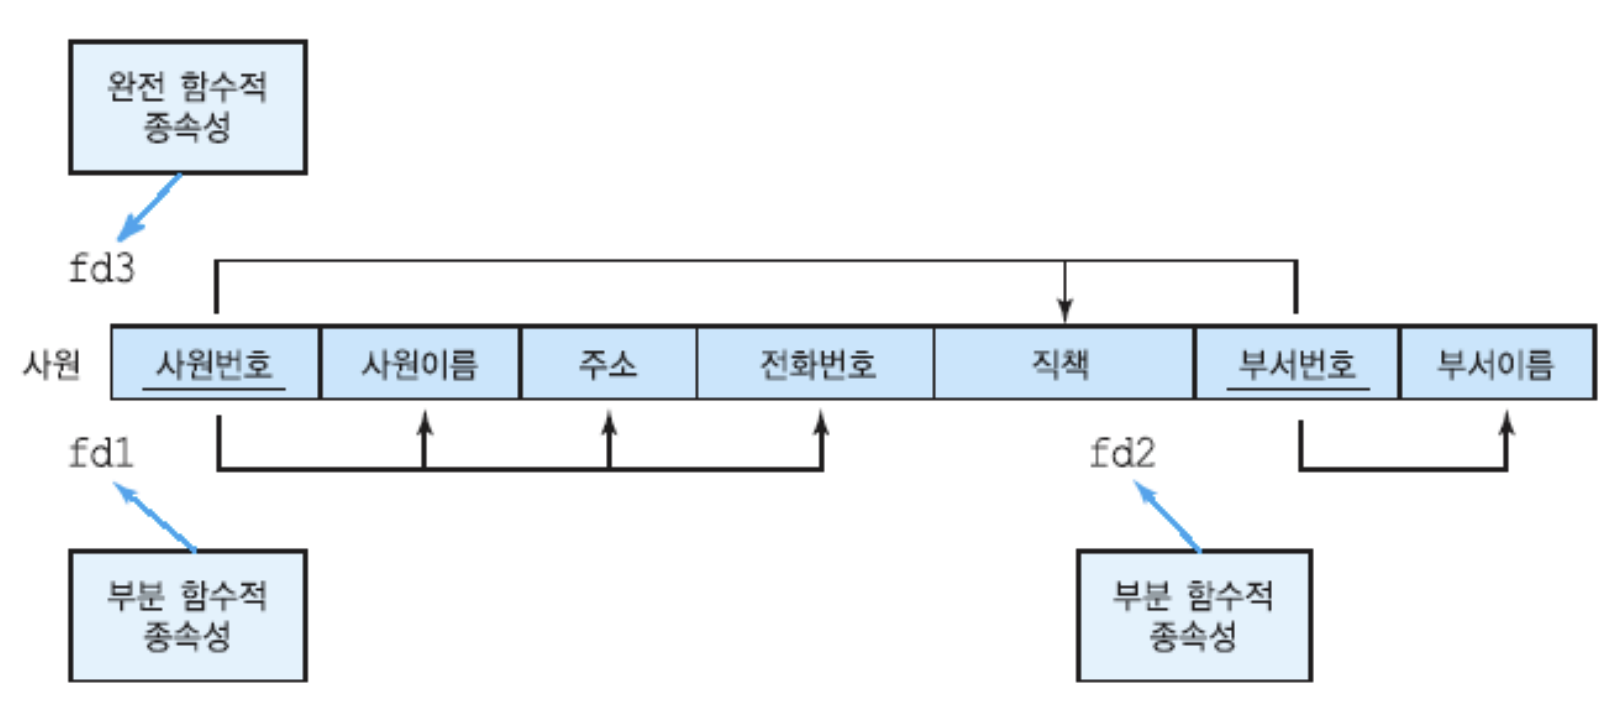 완전 함수적
종속성
fd3
사원 사원번호 사원이름 주소 전화번호 직책 부서번호 부서이름
fd1 fd2
부분 함수적 부분 함수적
종속성 종속성